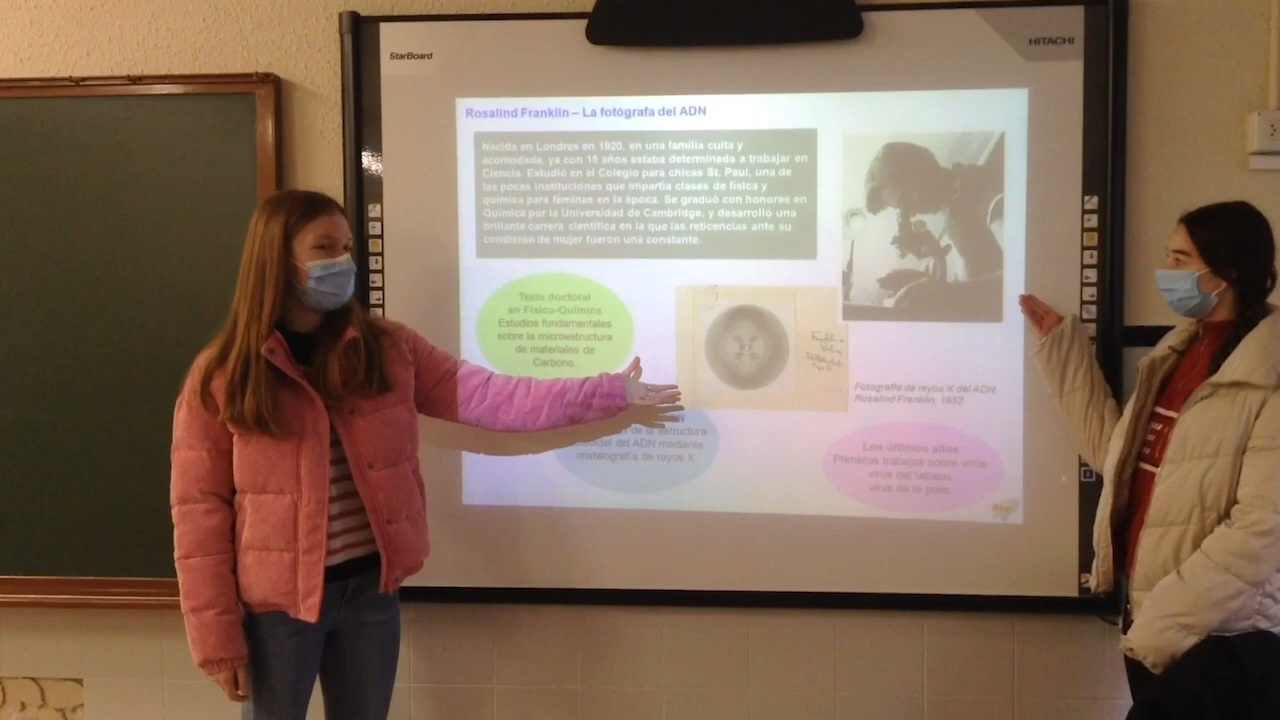 StarBoard
HITACHI
Rosalind Franklin – La fotógrafa del ADN
Nacida en Londres en 1920, en una familia culta y
acomodada, ya con 15 años estaba determinada a trabajar en
Ciencia. Estudió en el Colegio para chicas St. Paul, una de
las pocas instituciones que impartía clases de física y
química para féminas en la época. Se graduó con honores en
Química por la Universidad de Cambridge, y desarrolló una
brillante carrera científica en la que las reticencias ante su
condición de mujer fueron una constante.
Tesis doctoral
en Físico-Química
Estudios fundamentales
sobre la microestructura
de materiales de
Carbono.
Fotografía de rayos X del ADN.
Rosalind Franklin, 1952
de la estructura
del ADN mediante
cristalografía de rayos X
Los últimos años
Primeros trabajos sobre virus
virus del tabaco
virus de la polio